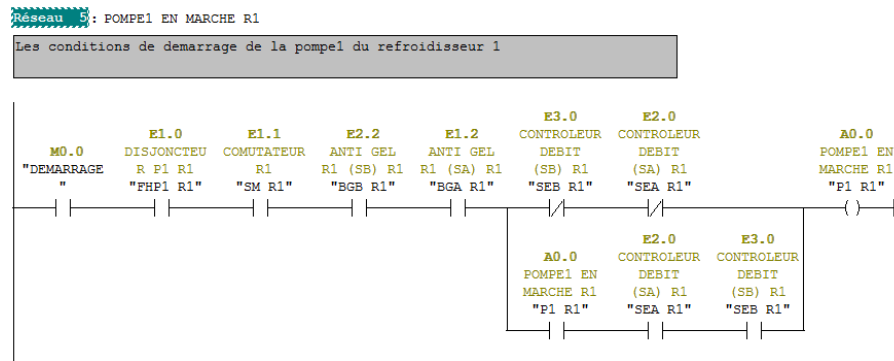 Réseau 5: POMPE1 EN MARCHE R1
Les conditions de demarrage de la pompe1 du refroidisseur 1
E3.0 E2.0
E1.0 E1.1 E2.2 E1.2 CONTROLEUR CONTROLEUR A0.0
M0.0 DISJONCTEU COMUTATEUR ANTI GEL ANTI GEL DEBIT DEBIT POMPE1 EN
"DEMARRAGE R P1 R1 R1 R1 (SB) R1 R1 (SA) R1 (SB) R1 (SA) R1 MARCHE R1
" "FHP1 R1" "SM R1" "BGB R1" "BGA R1" "SEB R1" "SEA R1" "P1 R1"
E2.0 E3.0
A0.0 CONTROLEUR CONTROLEUR
POMPE1 EN DEBIT DEBIT
MARCHE R1 (SA) R1 (SB) R1
"P1 R1" "SEA R1" "SEB R1"